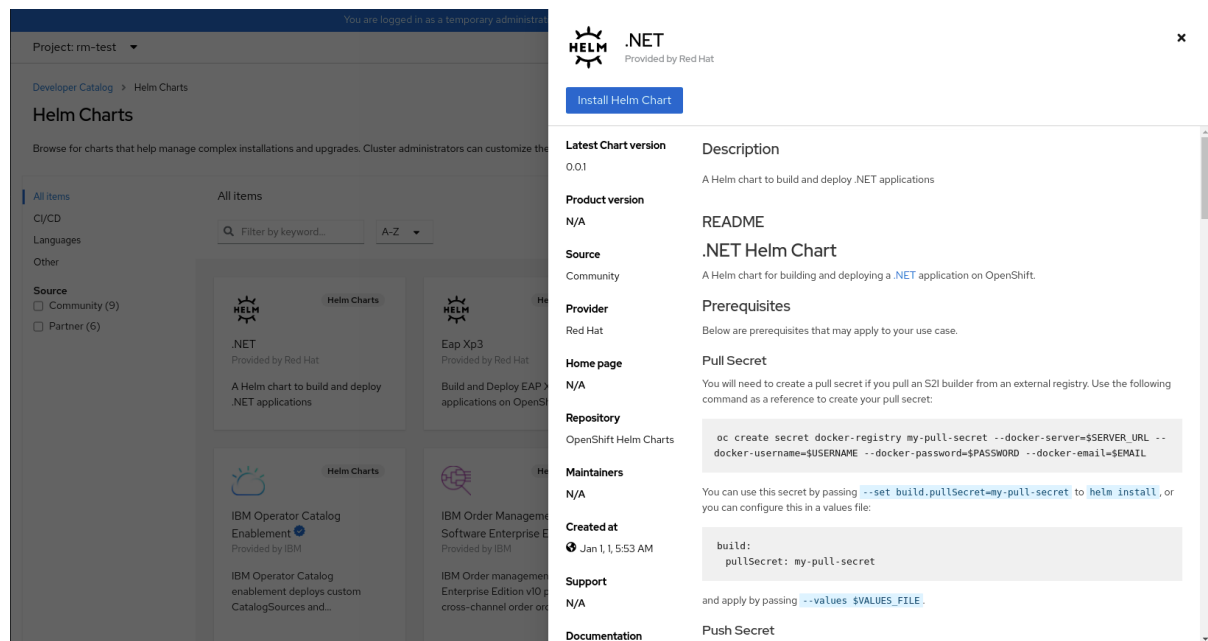 You are logged in as a temporary administrat
Project: rm-test
Developer Catalog > Helm Charts
Helm Charts
Browse for charts that help manage complex installations and upgrades. Cluster administrators can customize the
All items
CI/CD
Languages
Other
Source
Community (9)
Partner (6)
All items
Filter by keyword...
A-Z
HELM
Helm Charts
.NET
Provided by Red Hat
A Helm chart to build and deploy
.NET applications
HELM
He
Eap Xp3
Provided by Red Hat
Build and Deploy EAP X
applications on OpenSh
Helm Charts
IBM Operator Catalog
Enablement
Provided by IBM
IBM Operator Catalog
enablement deploys custom
CatalogSources and...
He
IBM Order Manageme
Software Enterprise E
Provided by IBM
IBM Order managemen
Enterprise Edition v10 p
cross-channel order orc
HELM
.NET
Provided by Red Hat
Install Helm Chart
Latest Chart version
0.0.1
Product version
N/A
Source
Community
Provider
Red Hat
Home page
N/A
Repository
OpenShift Helm Charts
Maintainers
N/A
Created at
Jan 1, 1, 5:53 AM
Support
N/A
Documentation
Description
A Helm chart to build and deploy .NET applications
README
.NET Helm Chart
A Helm chart for building and deploying a .NET application on OpenShift.
Prerequisites
Below are prerequisites that may apply to your use case.
Pull Secret
You will need to create a pull secret if you pull an S2I builder from an external registry. Use the following
command as a reference to create your pull secret:
oc create secret docker-registry my-pull-secret --docker-server=$SERVER_URL --
docker-username=$USERNAME --docker-password=$PASSWORD --docker-email=$EMAIL
You can use this secret by passing --set build.pullSecret=my-pull-secret to helm install, or
you can configure this in a values file:
build:
  pullSecret: my-pull-secret
and apply by passing --values $VALUES_FILE.
Push Secret